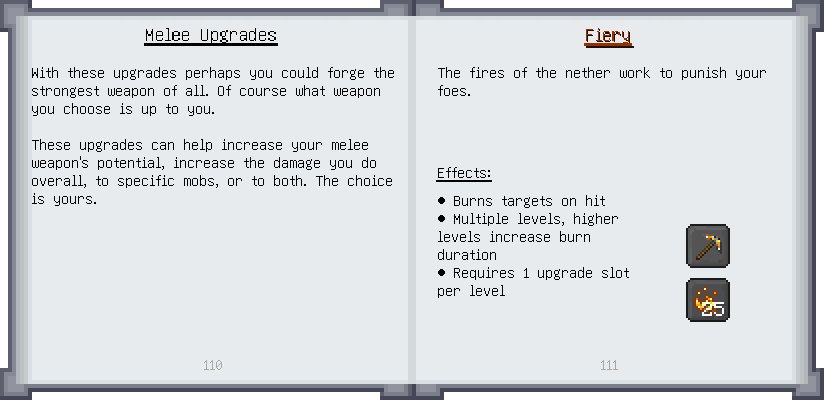 Melee Upgrades
With these upgrades perhaps you could forge the
strongest weapon of all. Of course what weapon
you choose is up to you.
These upgrades can help increase your melee
weapon's potential, increase the damage you do
overall, to specific mobs, or to both. The choice
is yours.
110
Fiery
The fires of the nether work to punish your
foes.
Effects:
• Burns targets on hit
• Multiple levels, higher
levels increase burn
duration
• Requires 1 upgrade slot
per level
25
111